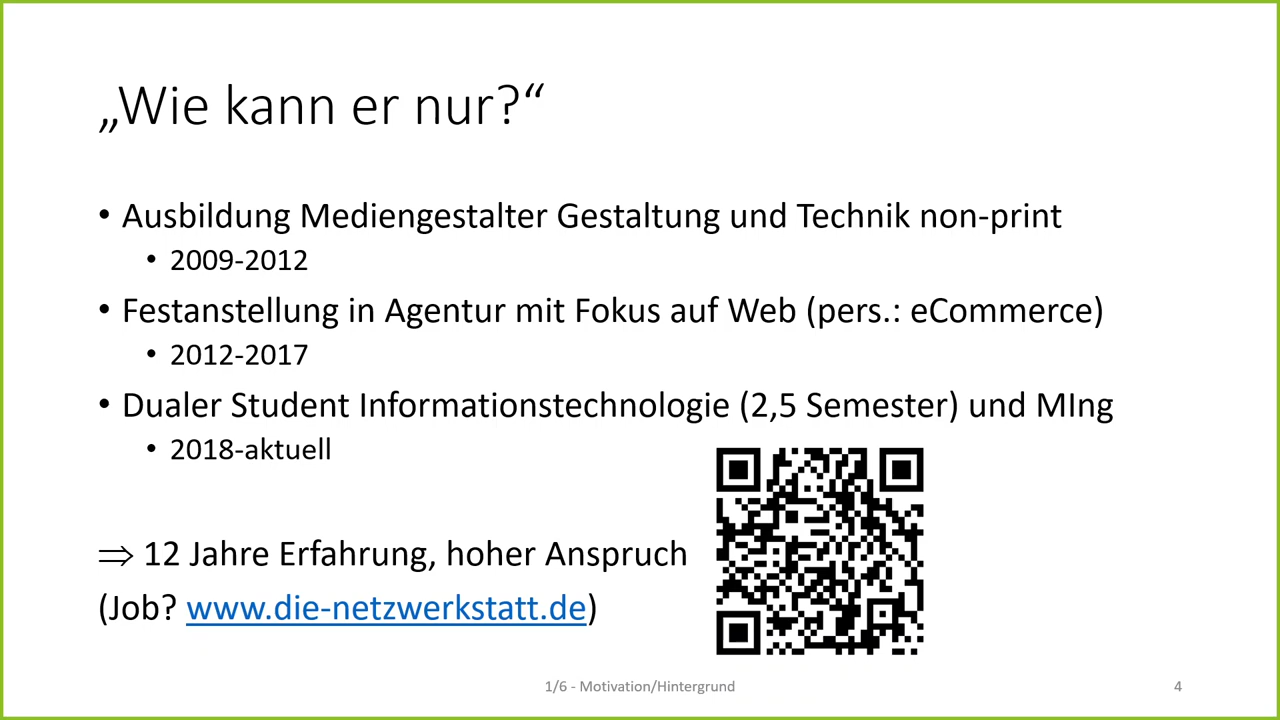 „Wie kann er nur?“
• Ausbildung Mediengestalter Gestaltung und Technik non-print
• 2009-2012
• Festanstellung in Agentur mit Fokus auf Web (pers.: eCommerce)
• 2012-2017
• Dualer Student Informationstechnologie (2,5 Semester) und MIng
• 2018-aktuell
⇒ 12 Jahre Erfahrung, hoher Anspruch
(Job? www.die-netzwerkstatt.de)
1/6 - Motivation/Hintergrund
4